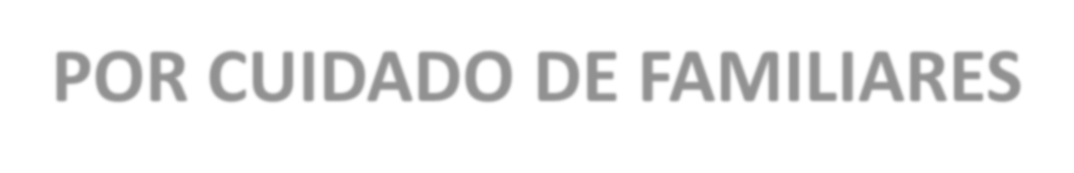 POR CUIDADO DE FAMILIARES